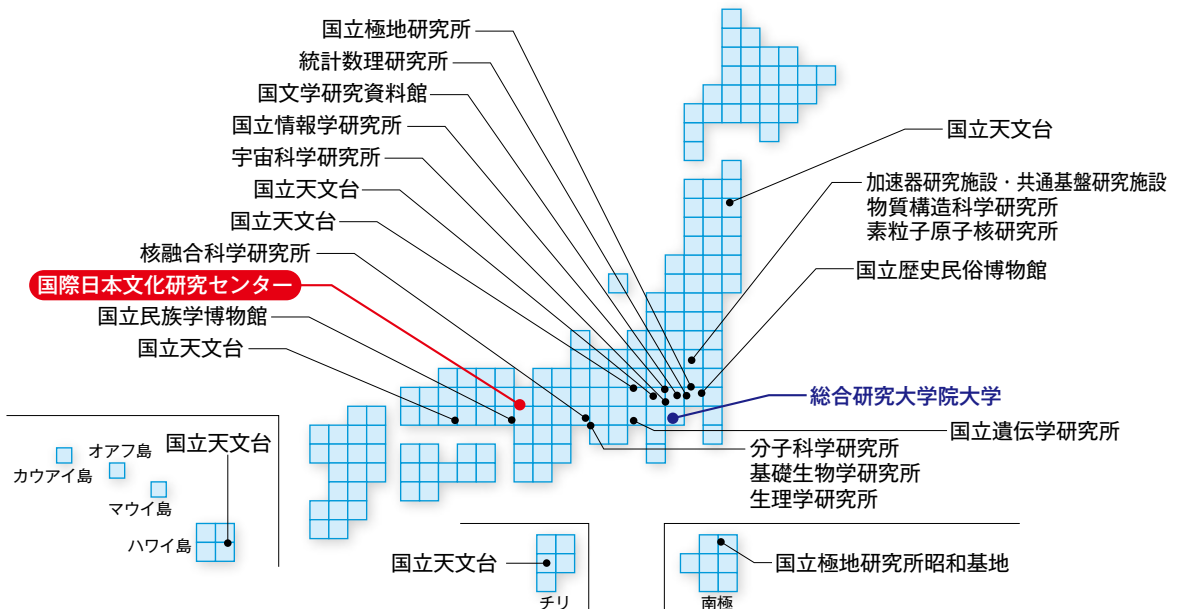 国立極地研究所
統計数理研究所
国文学研究資料館
国立情報学研究所
宇宙科学研究所
国立天文台
国立天文台
核融合科学研究所
国際日本文化研究センター
国立民族学博物館
国立天文台
国立天文台
加速器研究施設・共通基盤研究施設
物質構造科学研究所
素粒子原子核研究所
国立歴史民俗博物館
総合研究大学院大学
国立遺伝学研究所
分子科学研究所
基礎生物学研究所
生理学研究所
国立天文台
オアフ島
カウアイ島
マウイ島
ハワイ島
国立天文台
チリ
国立極地研究所昭和基地
南極